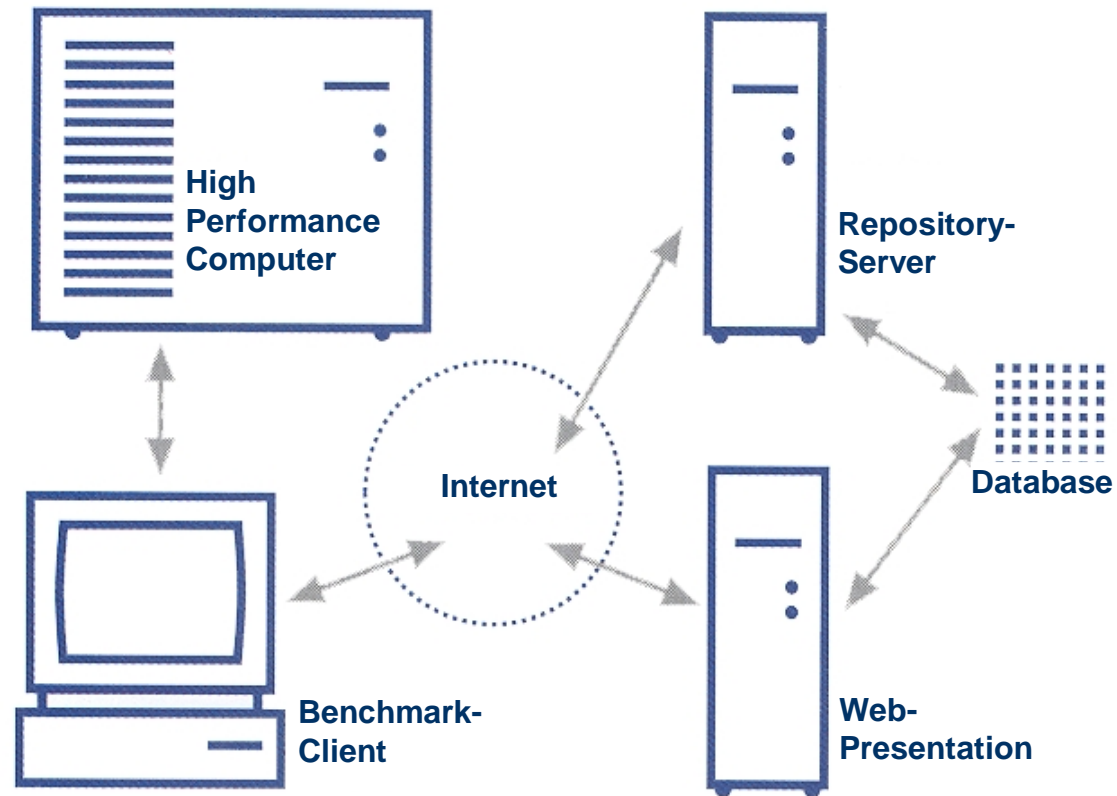 High
Performance
Computer
Repository-
Server
Internet
Database
Benchmark-
Client
Web-
Presentation